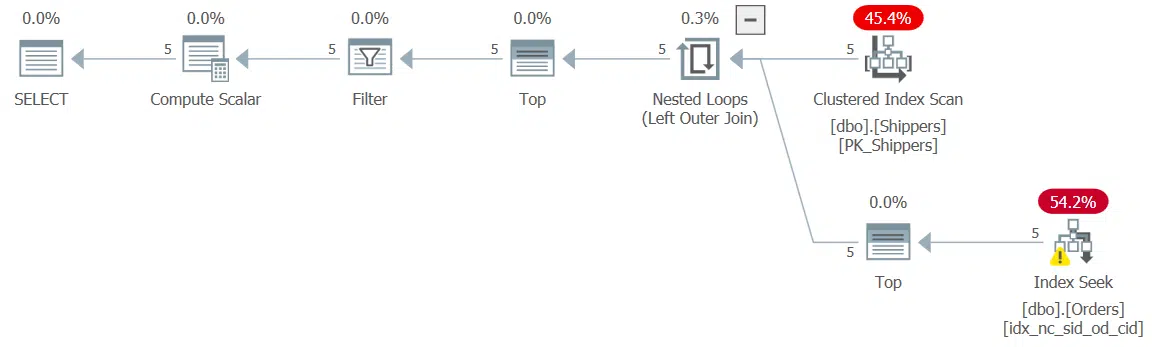 0.0%
0.0%
0.0%
0.0%
0.3%
45.4%
5
5
5
5
5
SELECT
Compute Scalar
Filter
Top
Nested Loops
(Left Outer Join)
Clustered Index Scan
[dbo].[Shippers]
[PK_Shippers]
0.0%
54.2%
5
5
Top
Index Seek
[dbo].[Orders]
[idx_nc_sid_od_cid]